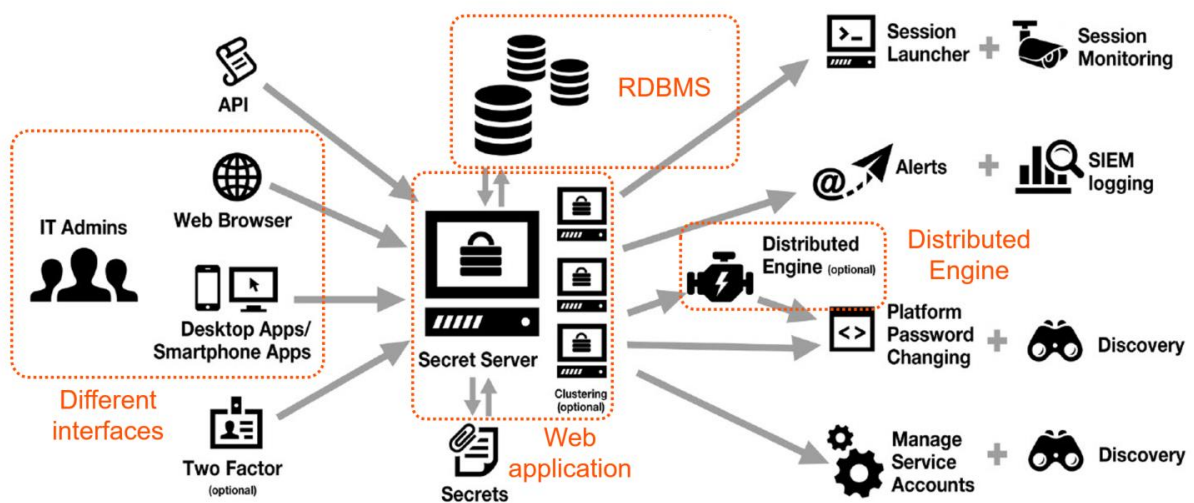 API
IT Admins
Web Browser
Desktop Apps/
Smartphone Apps
Different
interfaces
Two Factor
(optional)
RDBMS
Secret Server
Clustering
(optional)
Web
application
Secrets
>_
Session
Launcher
+
Session
Monitoring
@
Alerts
+
SIEM
logging
Distributed
Engine (optional)
Distributed
Engine
<>
Platform
Password
Changing
+
Discovery
Manage
Service
Accounts
+
Discovery